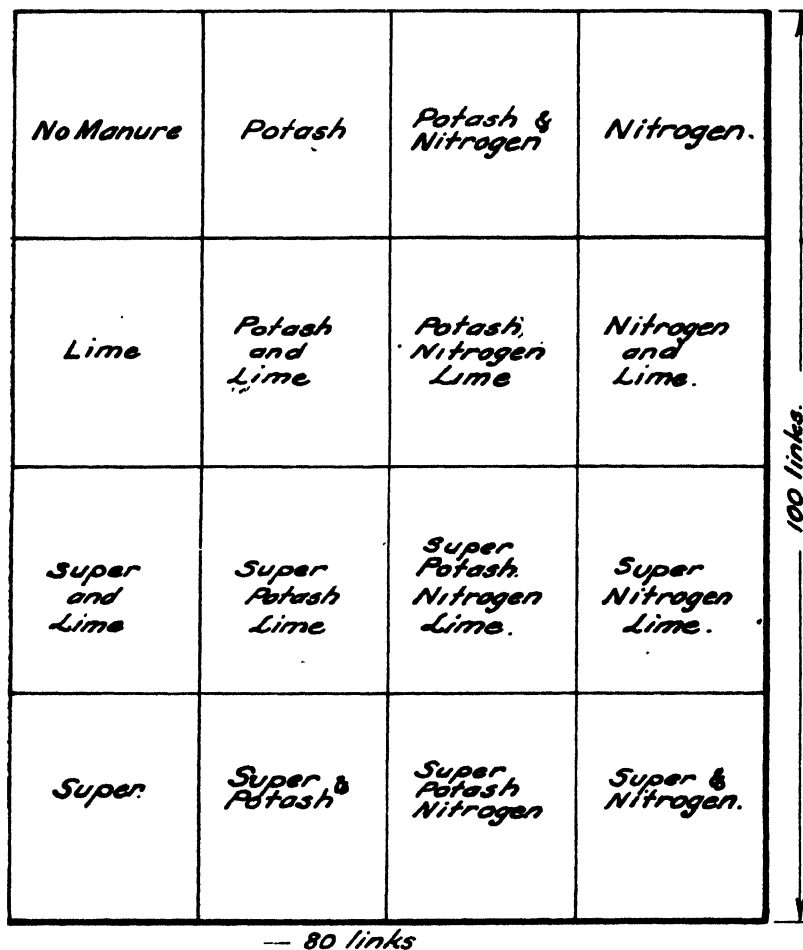 No Manure
Potash
Potash &
Nitrogen
Nitrogen.
Lime
Potash
and
Lime
Potash,
Nitrogen
Lime
Nitrogen
and
Lime.
Super
and
Lime
Super
Potash
Lime
Super
Potash.
Nitrogen
Lime.
Super
Nitrogen
Lime.
Super.
Super &
Potash
Super
Potash
Nitrogen
Super &
Nitrogen.
100 links.
— 80 links